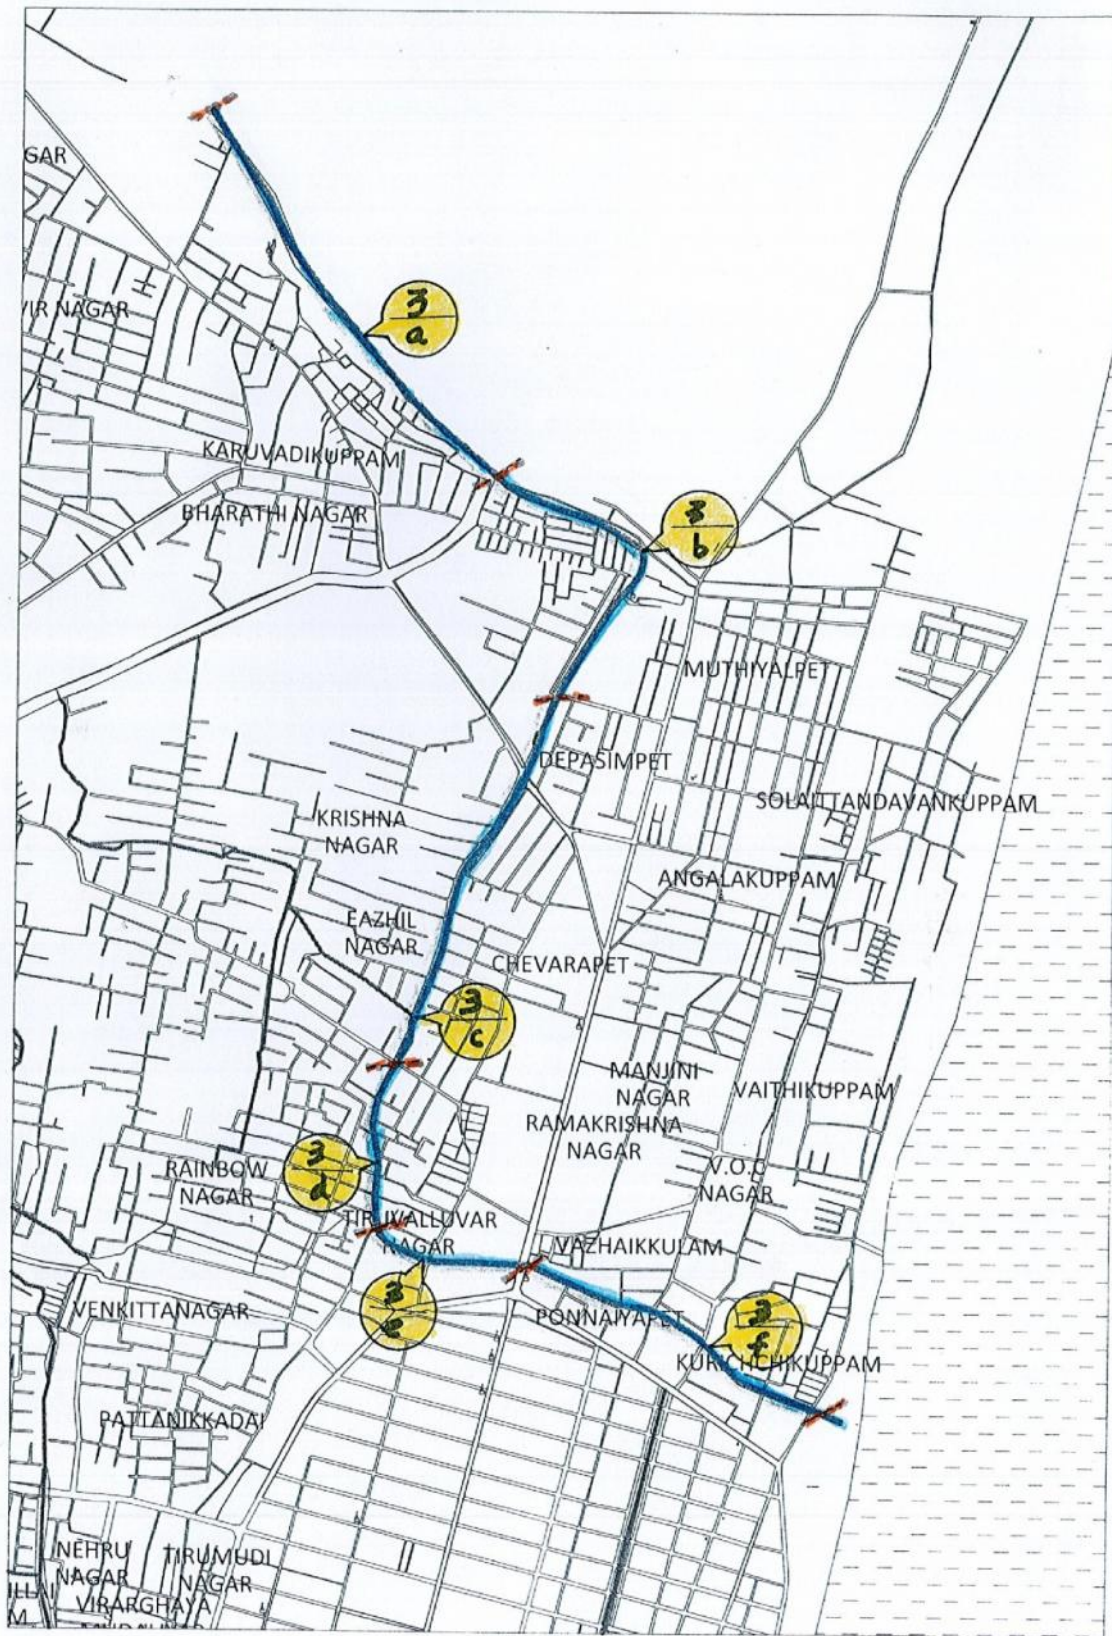 GAR
VIR NAGAR
3
a
KARUVADIKUPPAM
BHARATHI NAGAR
3
b
MUTHIYALPET
DEPASIMPET
SOLAITTANDAVANKUPPAM
KRISHNA
NAGAR
ANGALAKUPPAM
EAZHIL
NAGAR
CHEVARAPET
3
c
MANJINI
NAGAR
VAITHIKUPPAM
RAMAKRISHNA
NAGAR
3
d
RAINBOW
NAGAR
V.O.C
NAGAR
TIRUVALLUVAR
NAGAR
VAZHAIKKULAM
3
e
VENKITTANAGAR
PONNAIYAPET
3
f
KURICHCHIKUPPAM
PATTANIKKADAI
NEHRU
NAGAR
TIRUMUDI
NAGAR
ILLAI
M
VIRARGHAYA